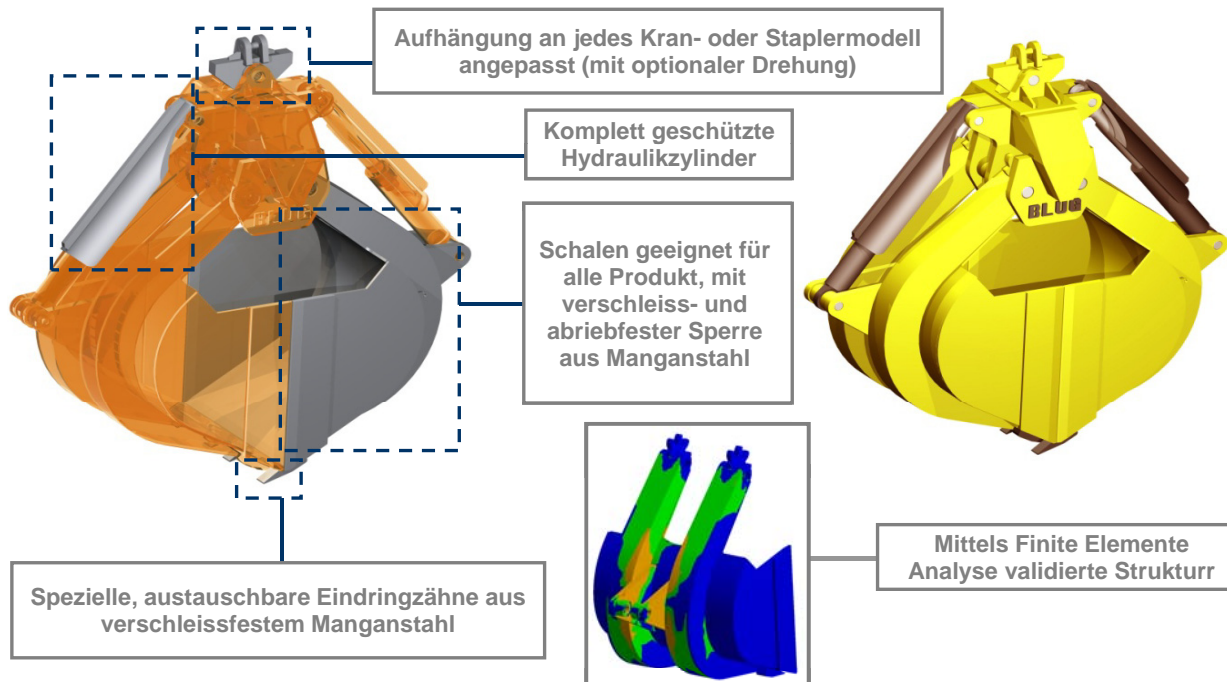 Aufhängung an jedes Kran- oder Staplermodell
angepasst (mit optionaler Drehung)
Komplett geschützte
Hydraulikzylinder
Schalen geeignet für
alle Produkt, mit
verschleiss- und
abriebfester Sperre
aus Manganstahl
BLUG
Mittels Finite Elemente
Analyse validierte Strukturr
Spezielle, austauschbare Eindringzähne aus
verschleissfestem Manganstahl